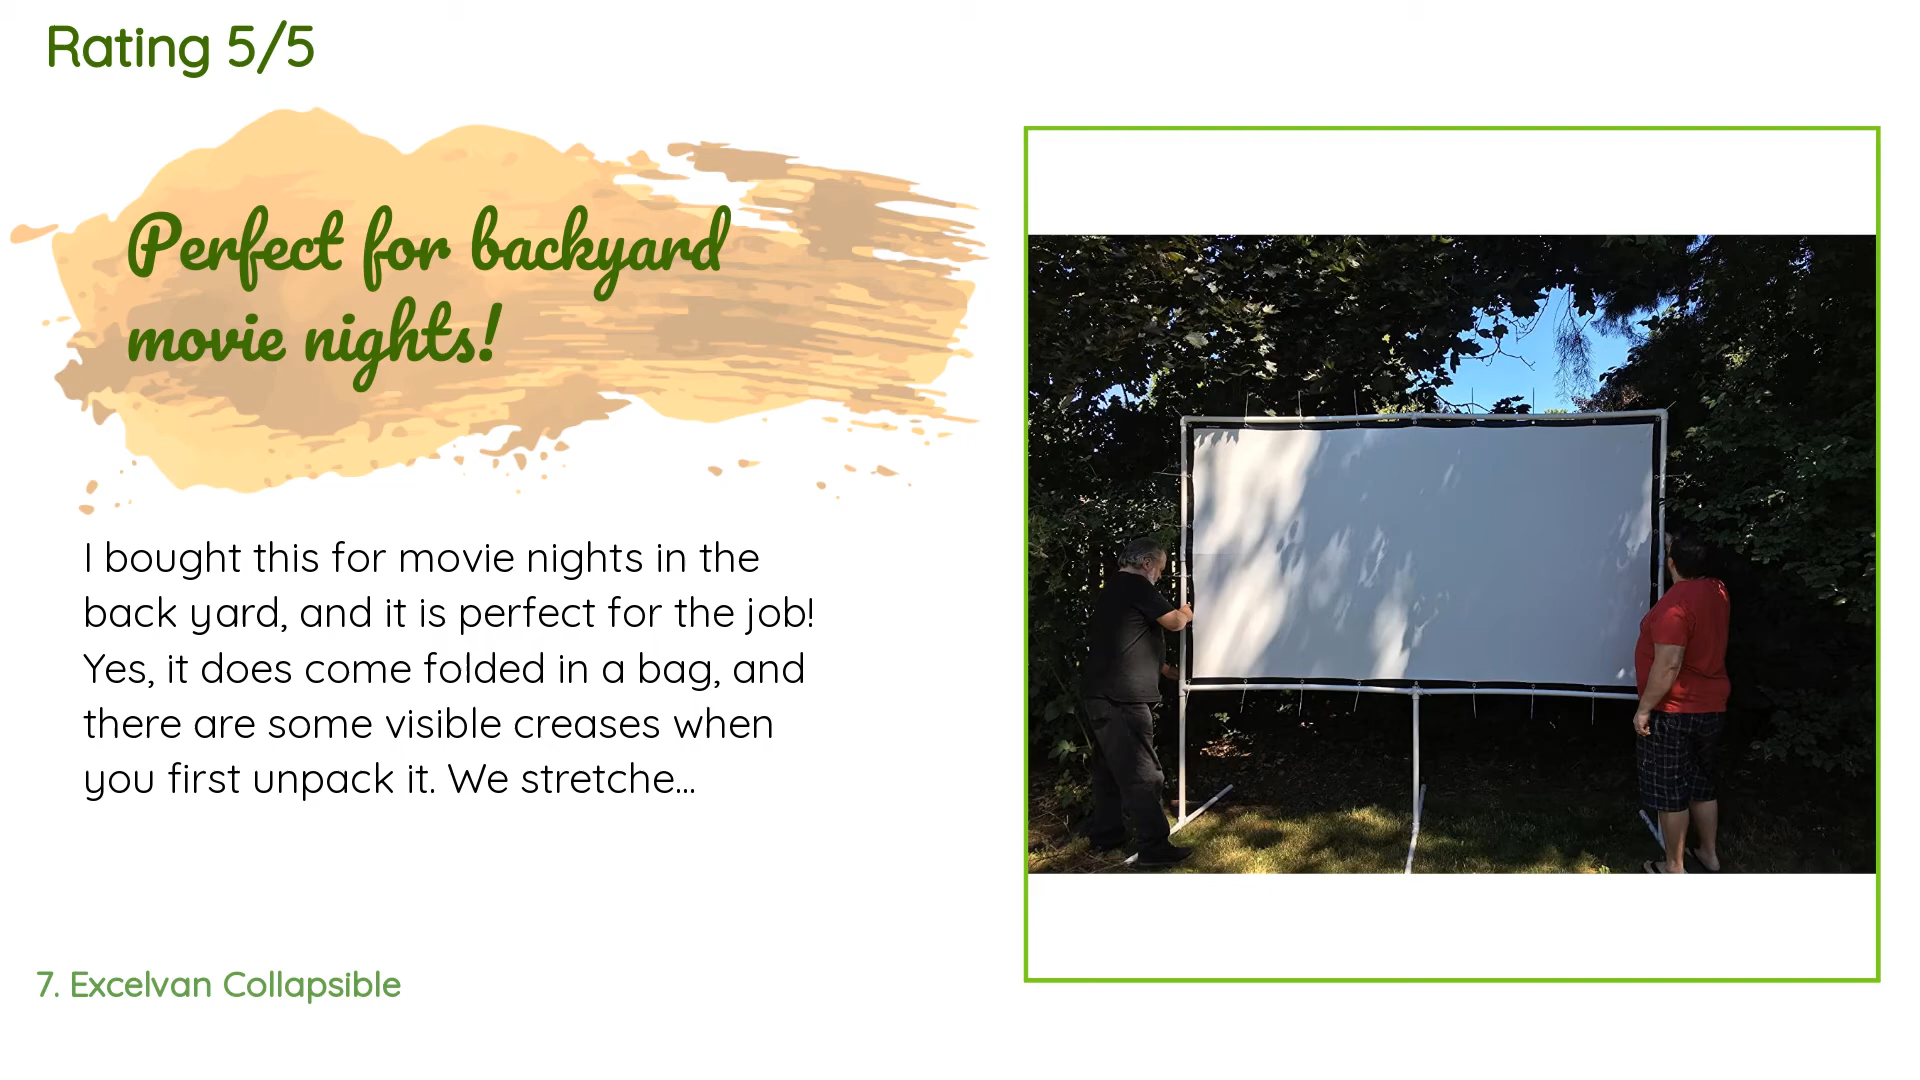 Rating 5/5
Perfect for backyard
movie nights!
I bought this for movie nights in the
back yard, and it is perfect for the job!
Yes, it does come folded in a bag, and
there are some visible creases when
you first unpack it. We stretche...
7. Excelvan Collapsible